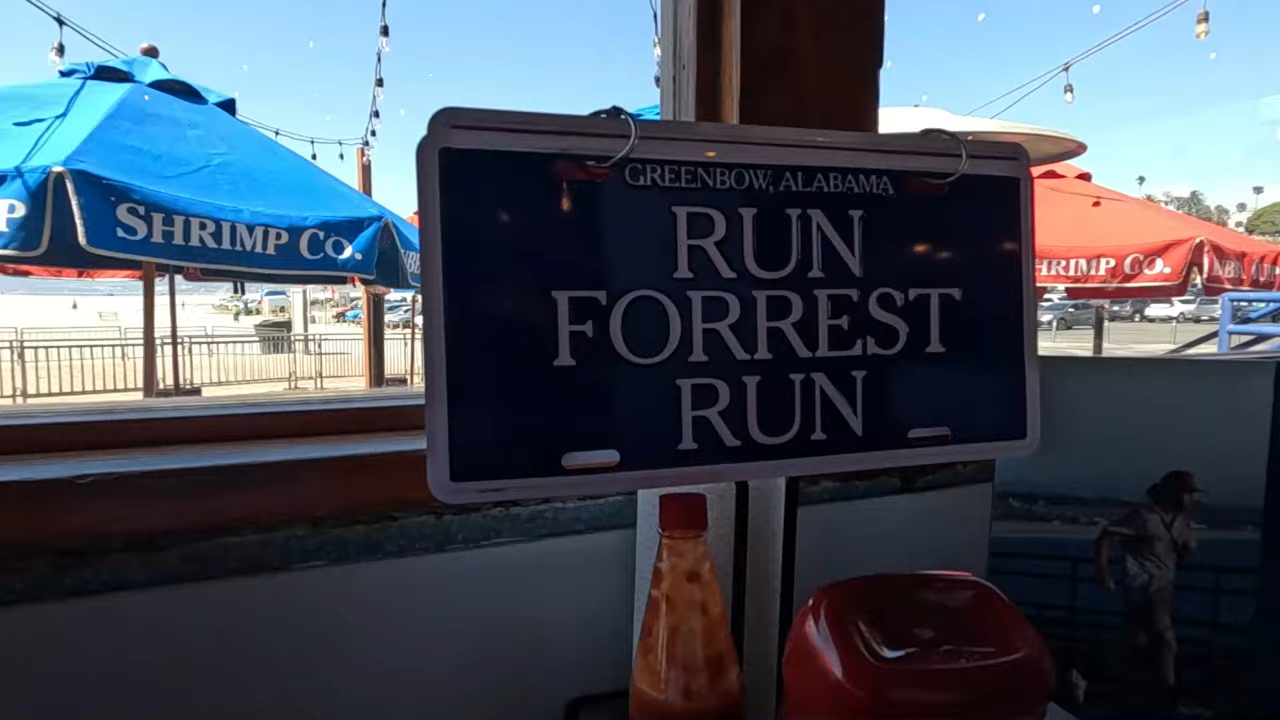 P
SHRIMP CO.
GREENBOW, ALABAMA
RUN
FORREST
RUN
HRIMP CO.